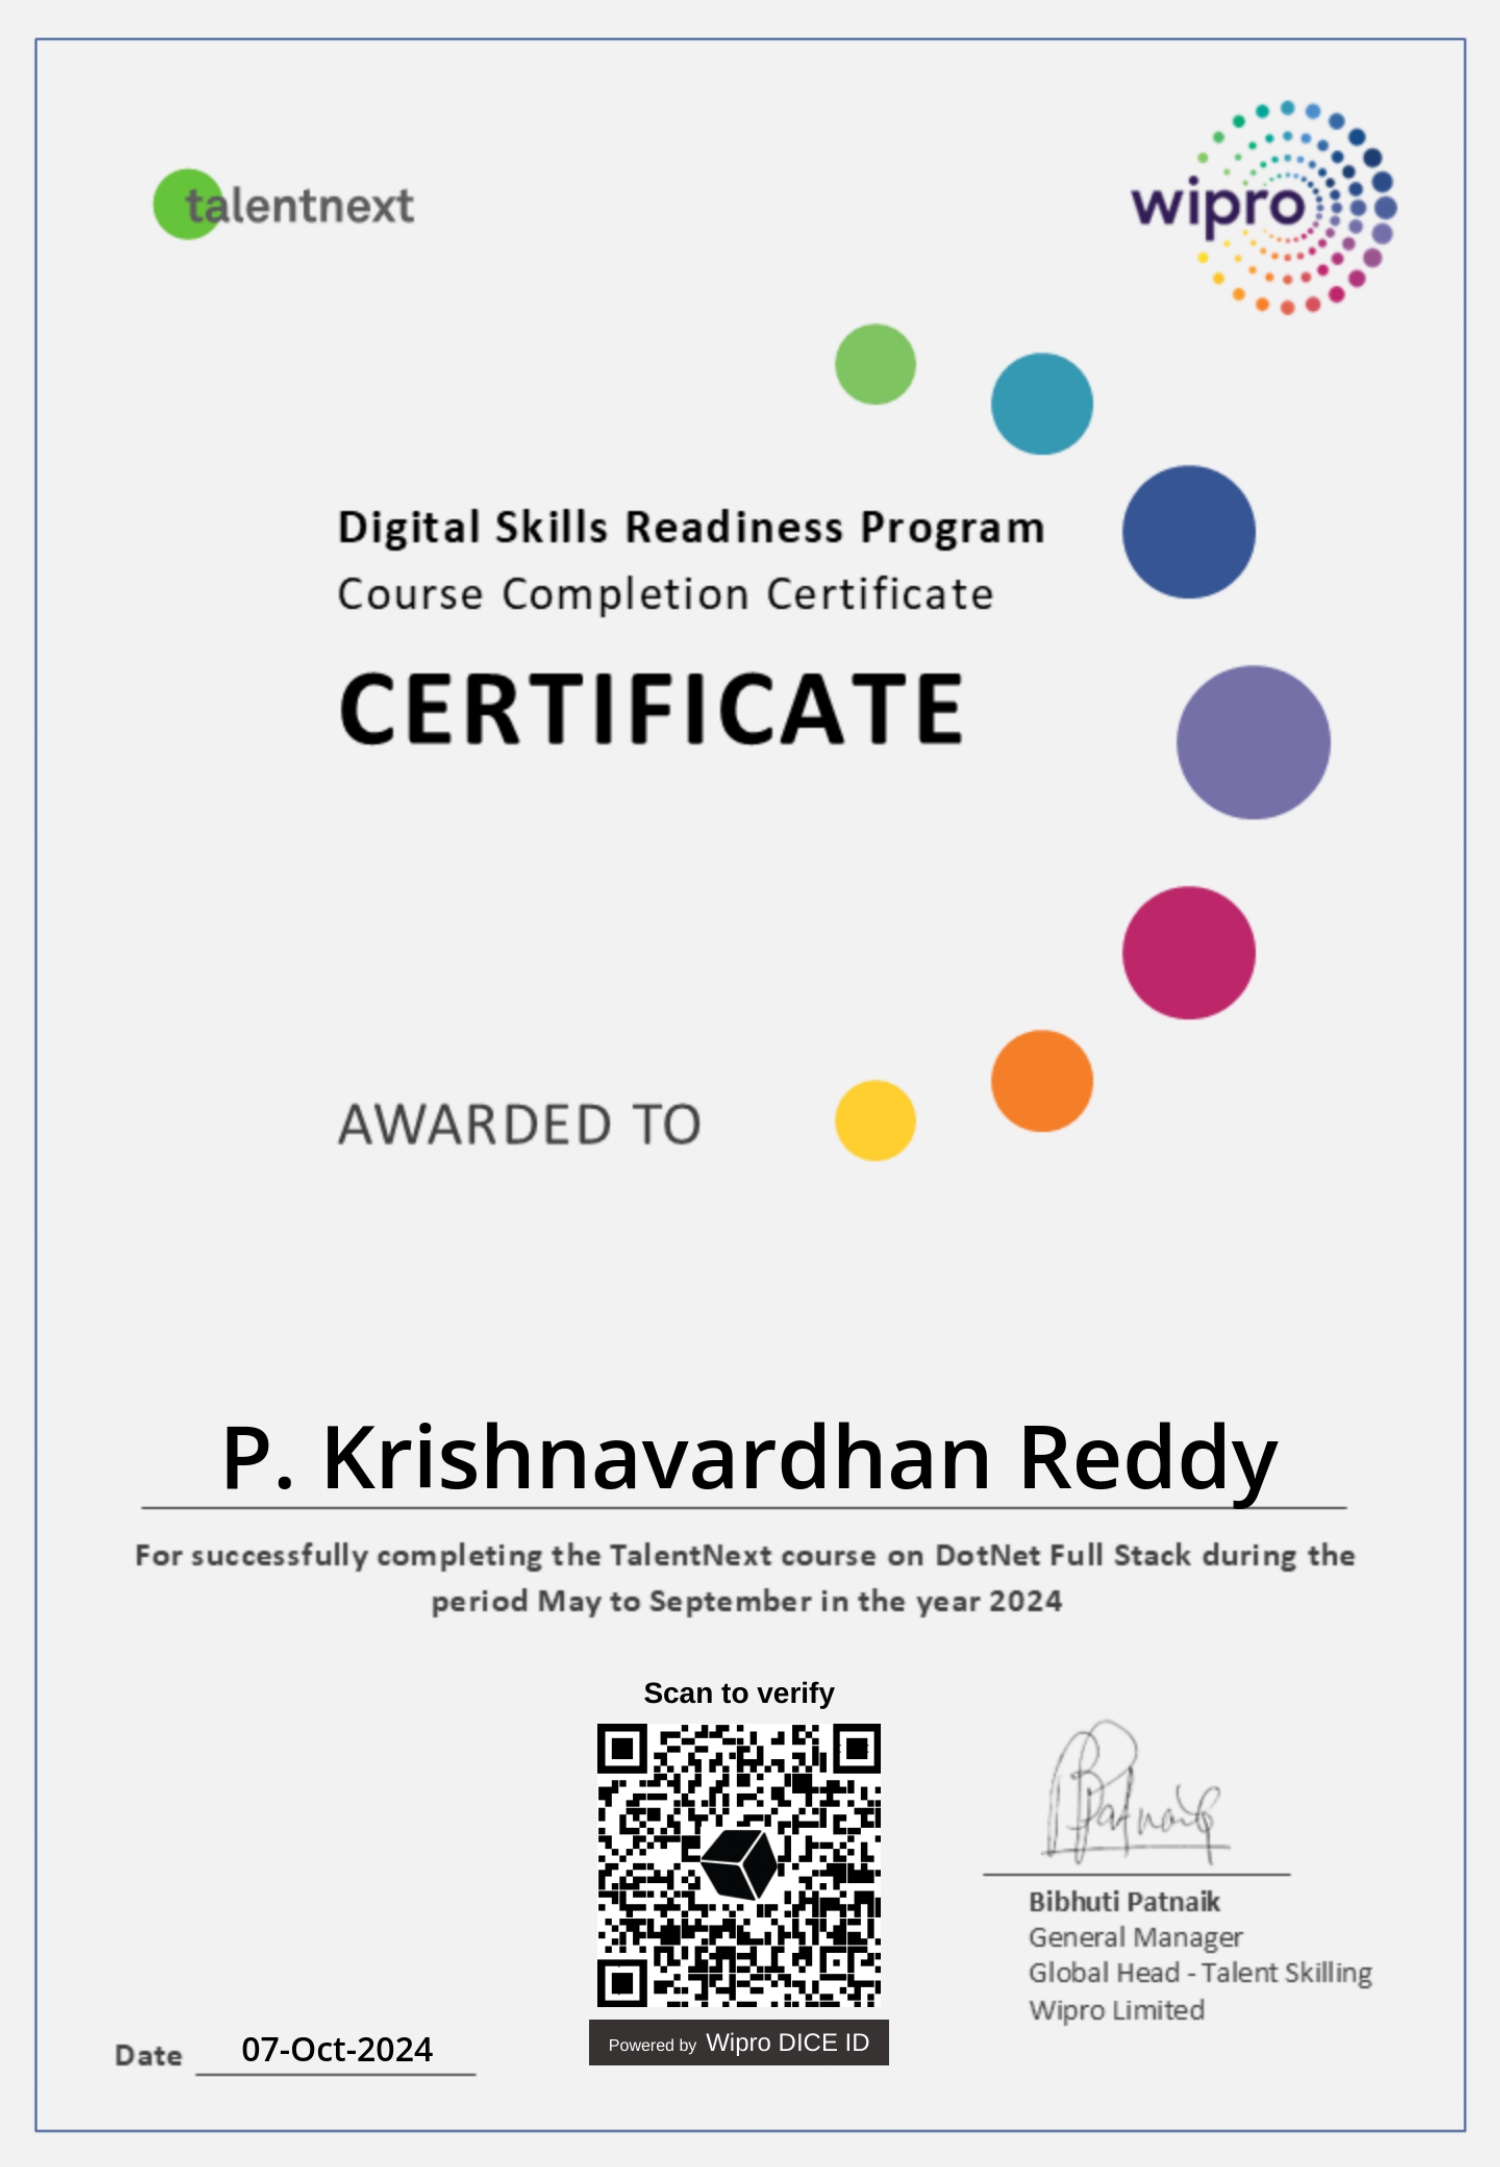 talentnext
wipro
Digital Skills Readiness Program
Course Completion Certificate
CERTIFICATE
AWARDED TO
P. Krishnavardhan Reddy
For successfully completing the TalentNext course on DotNet Full Stack during the
period May to September in the year 2024
Scan to verify
BPatnaik
Bibhuti Patnaik
General Manager
Global Head - Talent Skilling
Wipro Limited
Powered by Wipro DICE ID
Date 07-Oct-2024